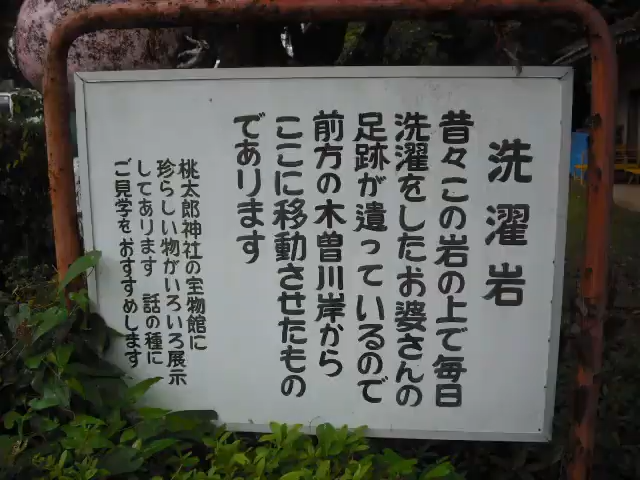 洗濯岩
昔々この岩の上で毎日
洗濯をしたお婆さんの
足跡が遺っているので
前方の木曽川岸から
ここに移動させたもの
であります
桃太郎神社の宝物館に
珍らしい物がいろいろ展示
してあります 話の種に
ご見学をおすすめします